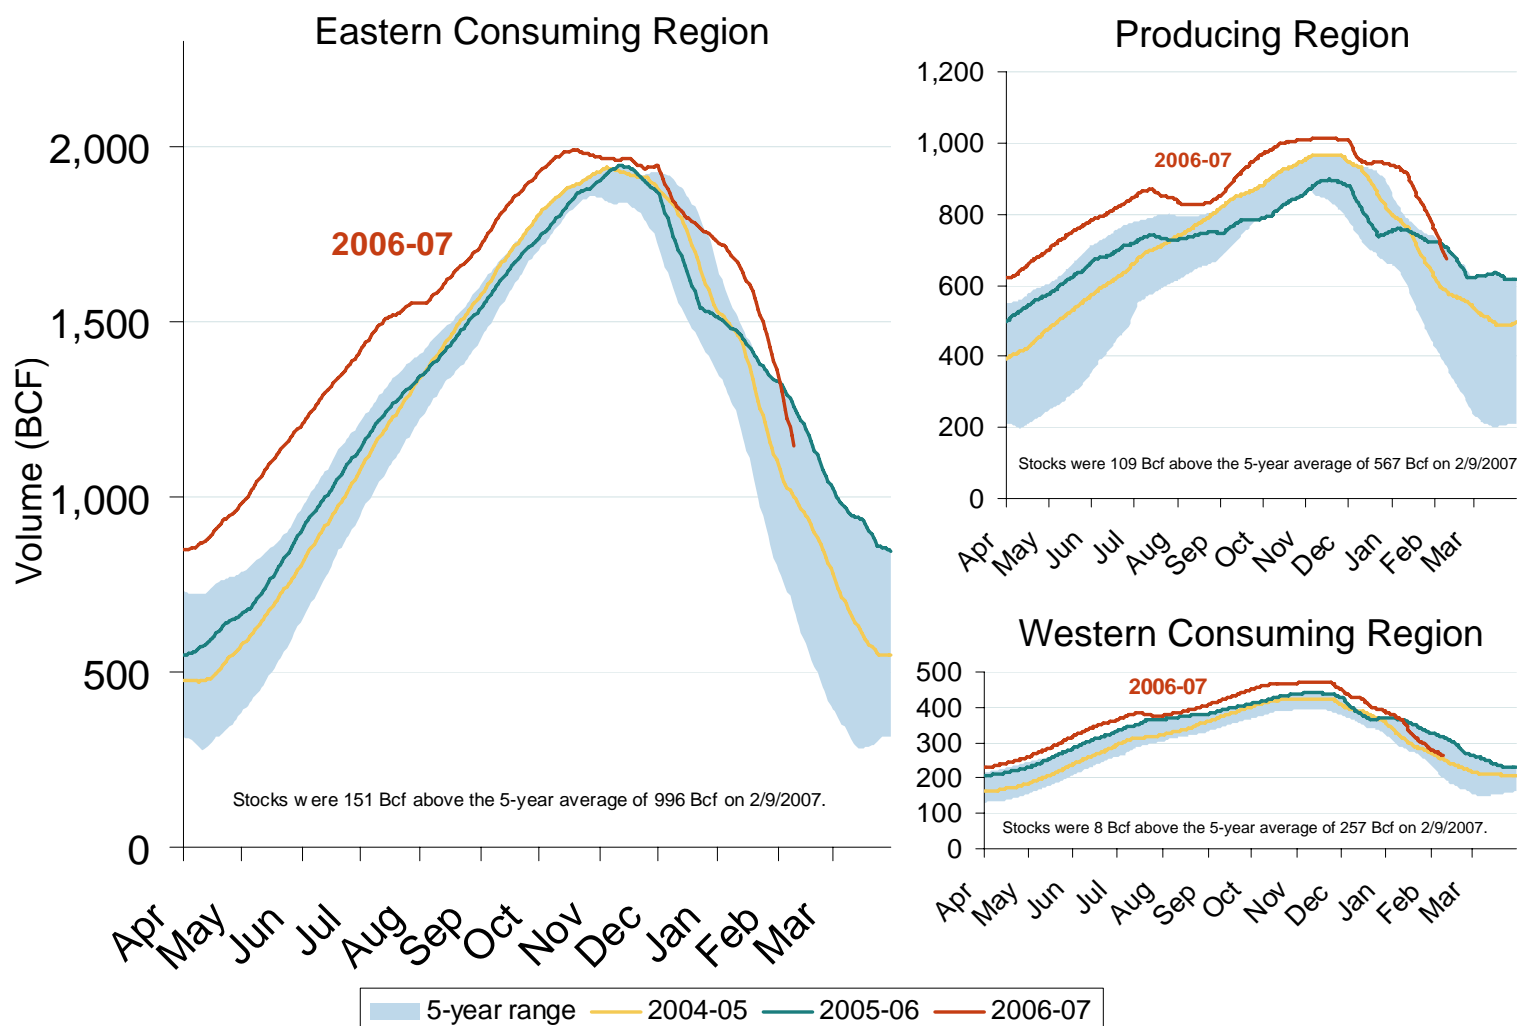 Eastern Consuming Region
Volume (BCF)
2,000
1,500
1,000
500
0
2006-07
Stocks were 151 Bcf above the 5-year average of 996 Bcf on 2/9/2007.
Apr May Jun Jul Aug Sep Oct Nov Dec Jan Feb Mar
Producing Region
1,200
1,000
800
600
400
200
0
2006-07
Stocks were 109 Bcf above the 5-year average of 567 Bcf on 2/9/2007
Apr May Jun Jul Aug Sep Oct Nov Dec Jan Feb Mar
Western Consuming Region
500
400
300
200
100
0
2006-07
Stocks were 8 Bcf above the 5-year average of 257 Bcf on 2/9/2007.
Apr May Jun Jul Aug Sep Oct Nov Dec Jan Feb Mar
5-year range 2004-05 2005-06 2006-07